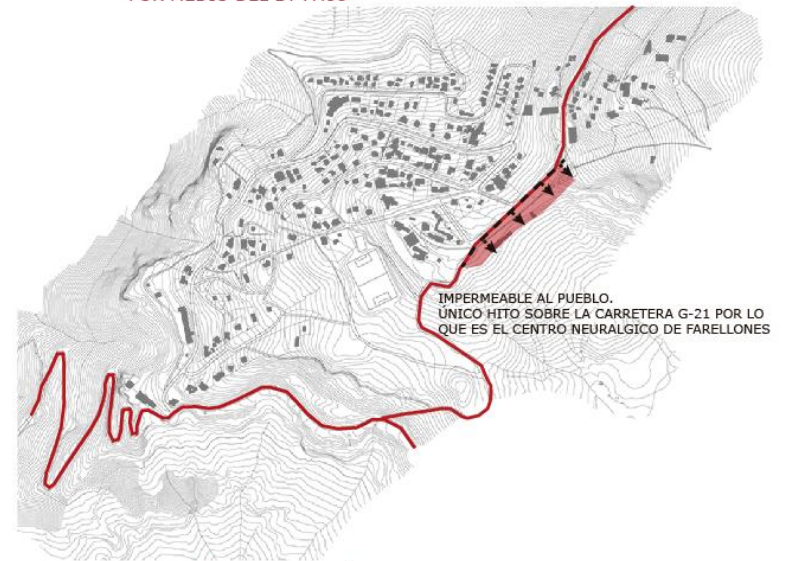 IMPERMEABLE AL PUEBLO.
ÚNICO HITO SOBRE LA CARRETERA G-21 POR LO
QUE ES EL CENTRO NEURALGICO DE FARELLONES